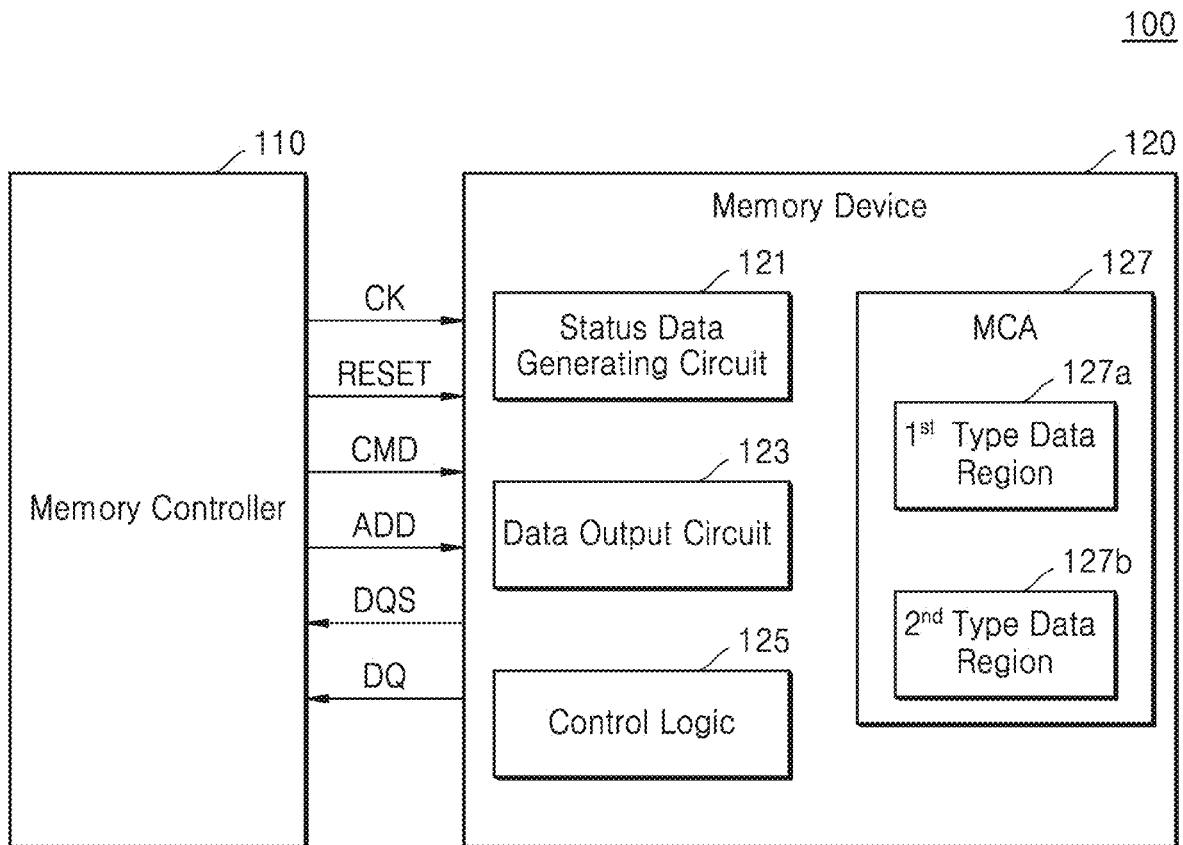 100
110
120
Memory Controller
CK
RESET
CMD
ADD
DQS
DQ
Memory Device
121
Status Data
Generating Circuit
123
Data Output Circuit
125
Control Logic
127
MCA
127a
1st Type Data
Region
127b
2nd Type Data
Region